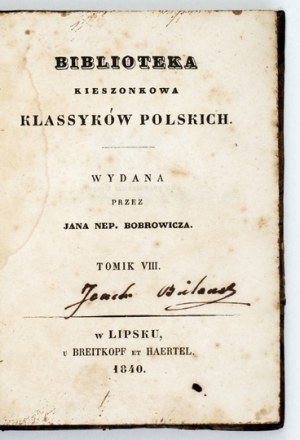 BIBLIOTEKA
KIESZONKOWA
KLASSYKÓW POLSKICH.
WYDANA
PRZEZ
JANA NEP. BOBROWICZA.
TOMIK VIII.
W LIPSKU,
U BREITKOPF ET HAERTEL,
1840.